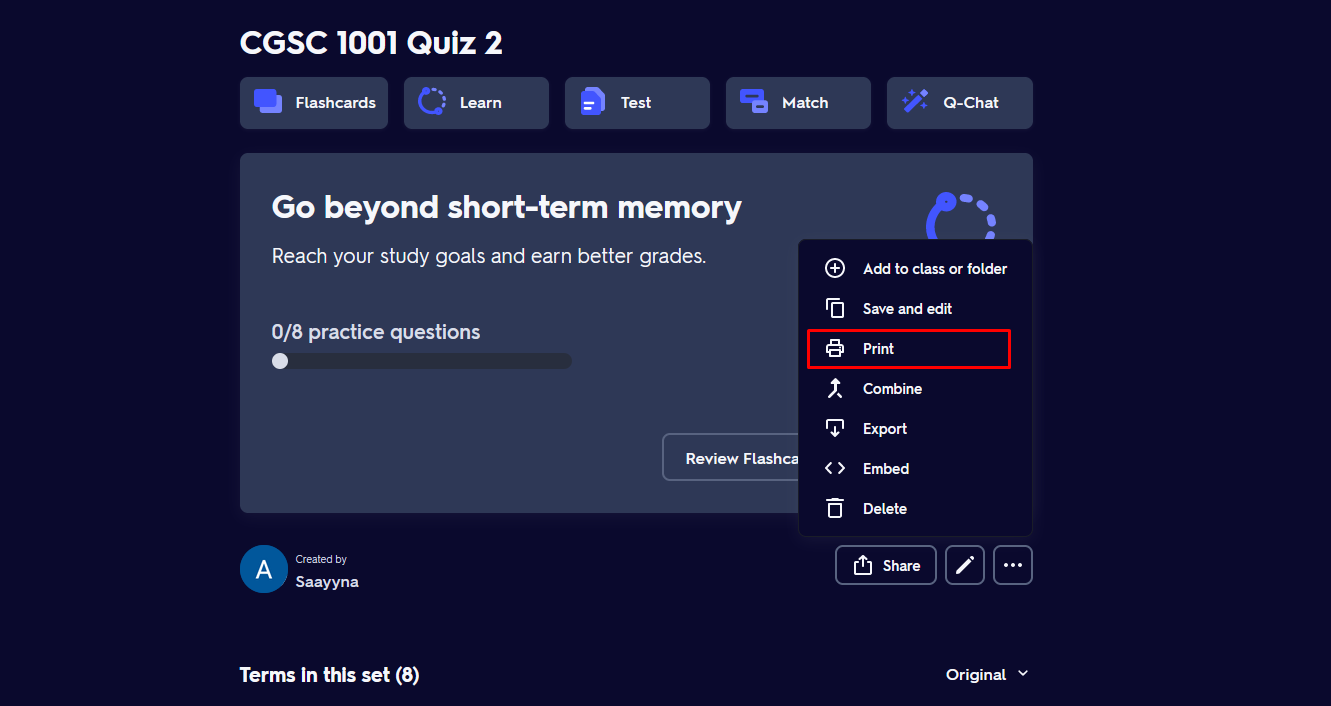 CGSC 1001 Quiz 2
Flashcards
Learn
Test
Match
Q-Chat
Go beyond short-term memory
Reach your study goals and earn better grades.
0/8 practice questions
Review Flashca
Add to class or folder
Save and edit
Print
Combine
Export
Embed
Delete
A
Created by
Saayyna
Share
Terms in this set (8)
Original